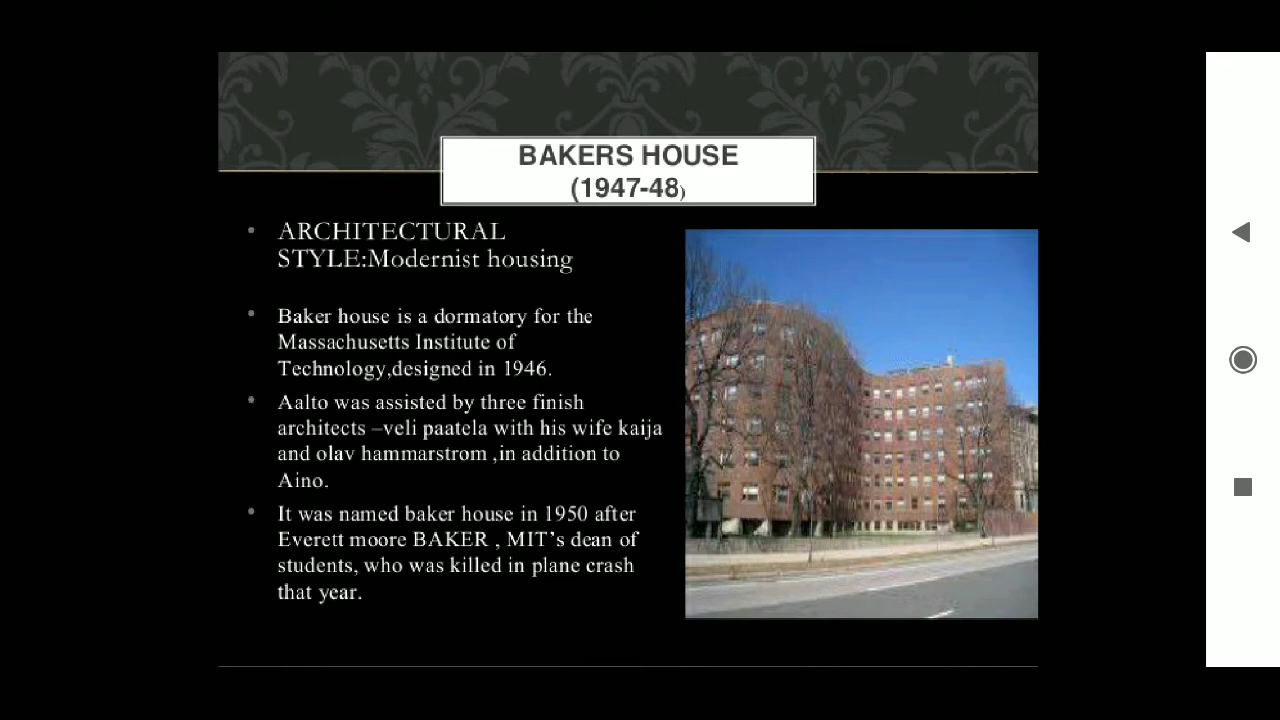 BAKERS HOUSE
(1947-48)
• ARCHITECTURAL
STYLE:Modernist housing
• Baker house is a dormatory for the
Massachusetts Institute of
Technology,designed in 1946.
• Aalto was assisted by three finish
architects –veli paatela with his wife kaija
and olav hammarstrom ,in addition to
Aino.
• It was named baker house in 1950 after
Everett moore BAKER , MIT’s dean of
students, who was killed in plane crash
that year.